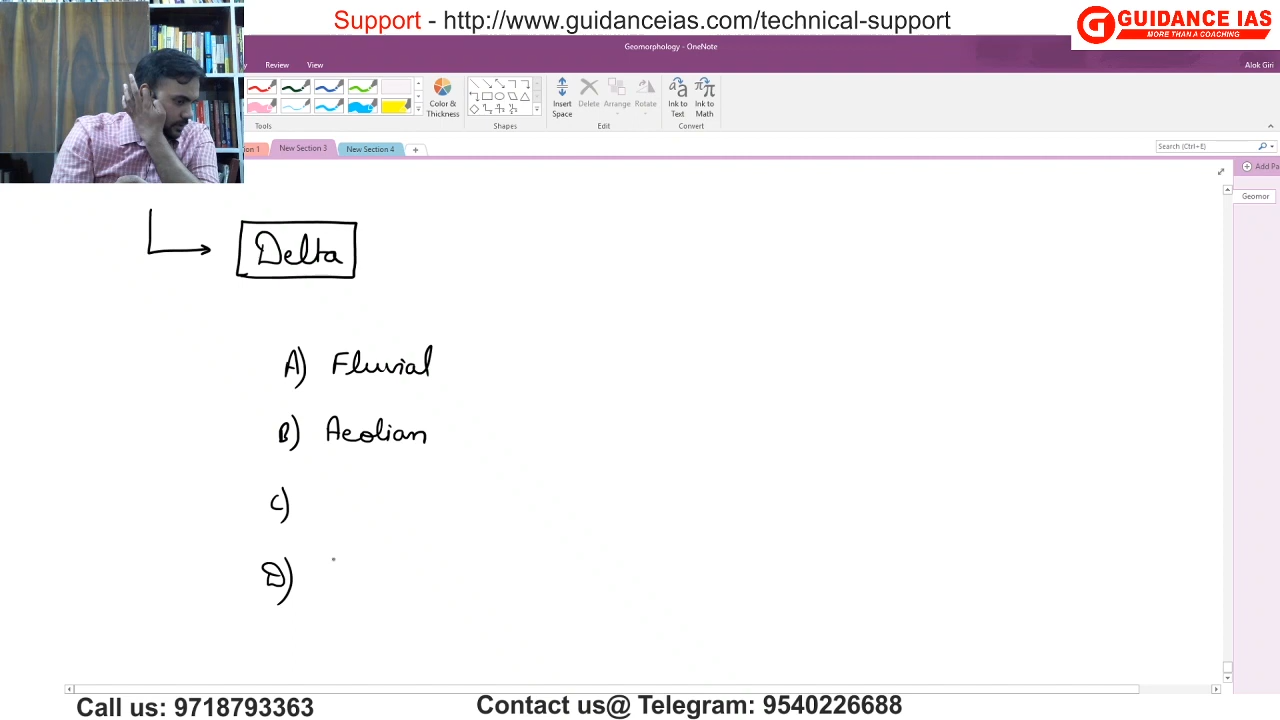 Support - http://www.guidanceias.com/technical-support
GUIDANCE IAS
MORE THAN A COACHING
Geomorphology - OneNote
Review View
Alok Giri
Color & Thickness
Insert Space
Delete
Arrange
Rotate
Ink to Text
Ink to Math
Tools
Shapes
Edit
Convert
on 1
New Section 3
New Section 4
+
Search (Ctrl+E)
Add Pa
Geomor
Delta
A) Fluvial
B) Aeolian
C)
D)
Call us: 9718793363
Contact us@ Telegram: 9540226688